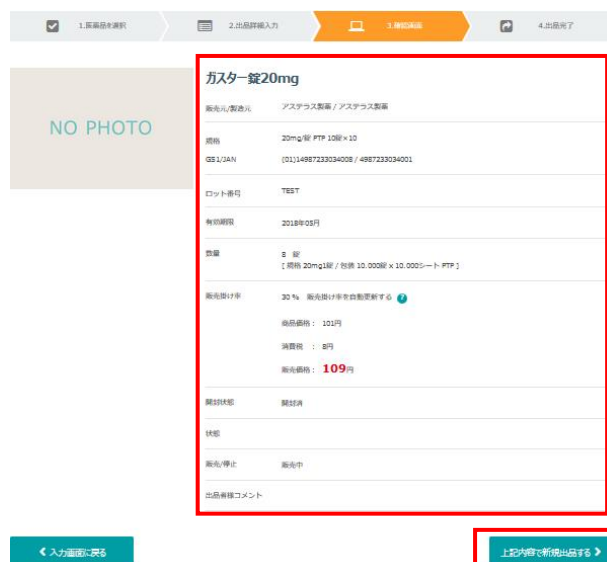 1.医薬品を選択
2.出品詳細入力
3.確認画面
4.出品完了
NO PHOTO
ガスター錠20mg
販売元/製造元 アステラス製薬 / アステラス製薬
規格 20mg/錠 PTP 10錠×10
GS1/JAN (01)14987233034008 / 4987233034001
ロット番号 TEST
有効期限 2018年05月
数量 8 錠
[ 規格 20mg1錠 / 包装 10.000錠 x 10.000シート PTP ]
販売掛け率 30 % 販売掛け率を自動更新する ?
商品価格： 101円
消費税 ： 8円
販売価格： 109円
開封状態 開封済
状態
販売/停止 販売中
出品者様コメント
入力画面に戻る
上記内容で新規出品する